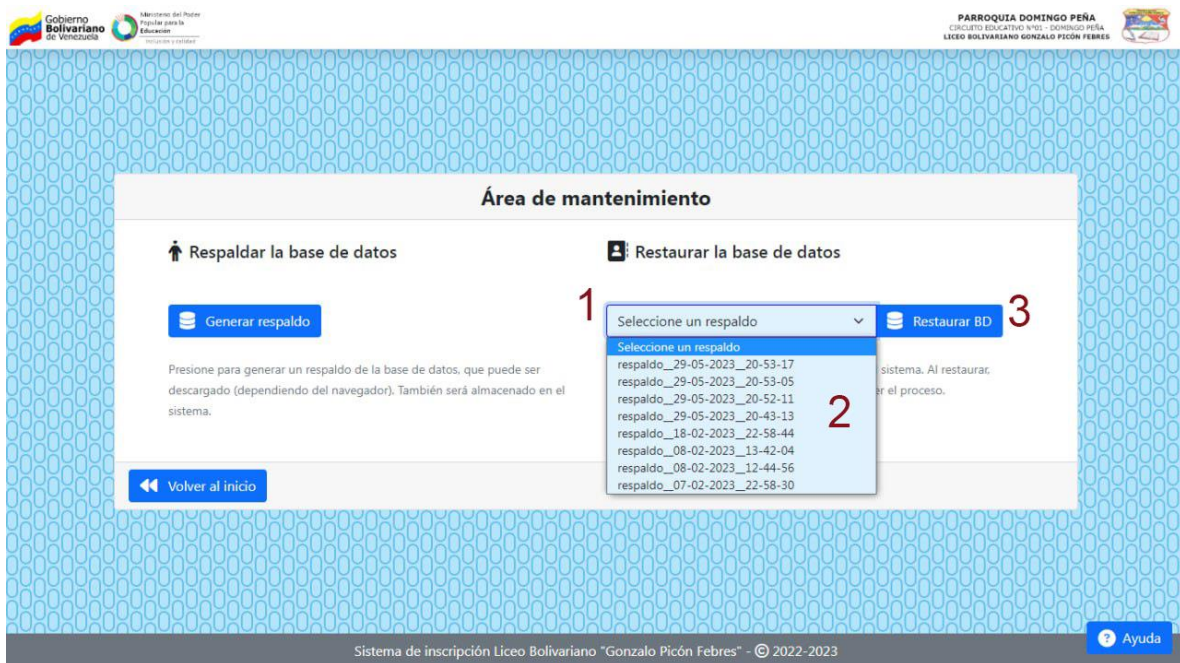 Gobierno
Bolivariano
de Venezuela
Ministerio del Poder
Popular para la
Educación
PARROQUIA DOMINGO PEÑA
CIRCUITO EDUCATIVO N°01 - DOMINGO PEÑA
LICEO BOLIVARIANO GONZALO PICÓN FEBRES
Área de mantenimiento
Respaldar la base de datos
Generar respaldo
Presione para generar un respaldo de la base de datos, que puede ser
descargado (dependiendo del navegador). También será almacenado en el
sistema.
Restaurar la base de datos
1
Seleccione un respaldo
Restaurar BD
3
Seleccione un respaldo
respaldo__29-05-2023__20-53-17
respaldo__29-05-2023__20-53-05
respaldo__29-05-2023__20-52-11
respaldo__29-05-2023__20-43-13
respaldo__18-02-2023__22-58-44
respaldo__08-02-2023__13-42-04
respaldo__08-02-2023__12-44-56
respaldo__07-02-2023__22-58-30
2
sistema. Al restaurar,
el proceso.
Volver al inicio
Ayuda
Sistema de inscripción Liceo Bolivariano "Gonzalo Picón Febres" - © 2022-2023